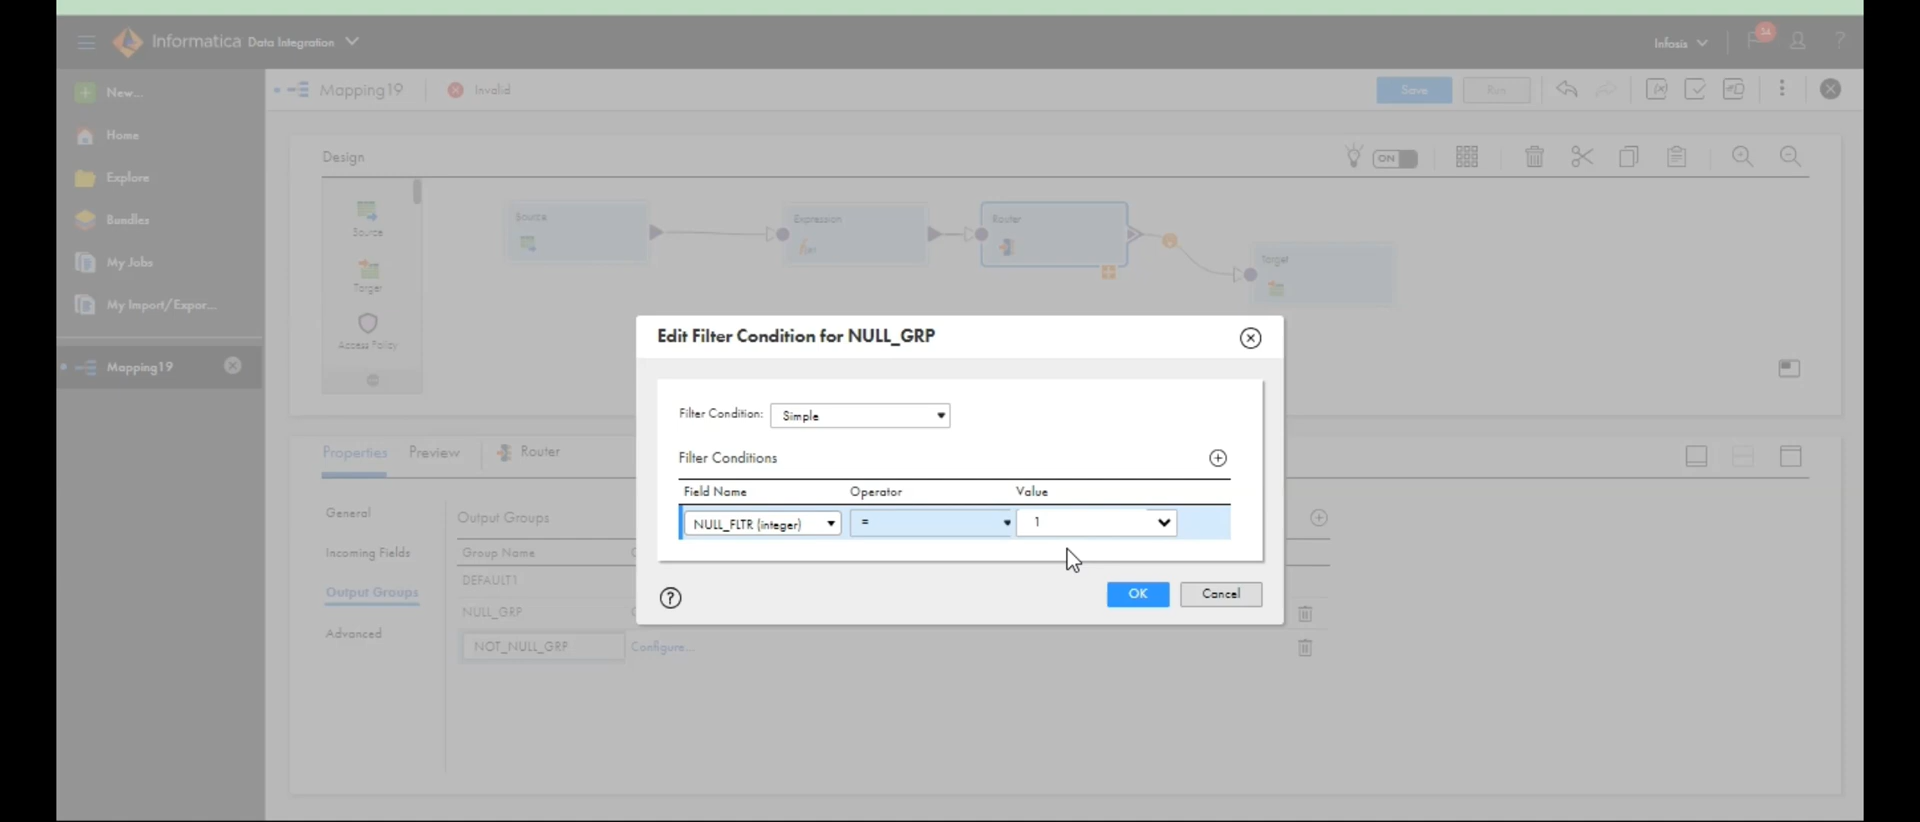 Informatica Data Integration
Infosis
54
?
New...
Home
Explore
Bundles
My Jobs
My Import/Expor...
Mapping19
Mapping19
Invalid
Save
Run
Design
ON
Source
Target
Access Policy
Source
Expression
Router
Target
Edit Filter Condition for NULL_GRP
Filter Condition: Simple
Filter Conditions
Field Name Operator Value
NULL_FLTR (integer) = 1
?
OK Cancel
Properties Preview Router
General
Incoming Fields
Output Groups
Advanced
Output Groups
Group Name
DEFAULT1
NULL_GRP
NOT_NULL_GRP Configure...